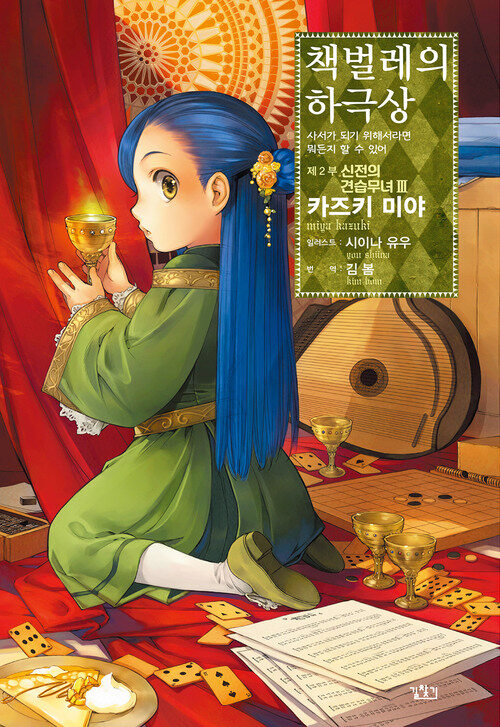 책벌레의
하극상
사서가 되기 위해서라면
뭐든지 할 수 있어
제2부 신전의
견습무녀 III
카즈키 미야
miya kazuki
일러스트 : 시이나 유우
you shiina
번 역 : 김 봄
kim bom
길찾기